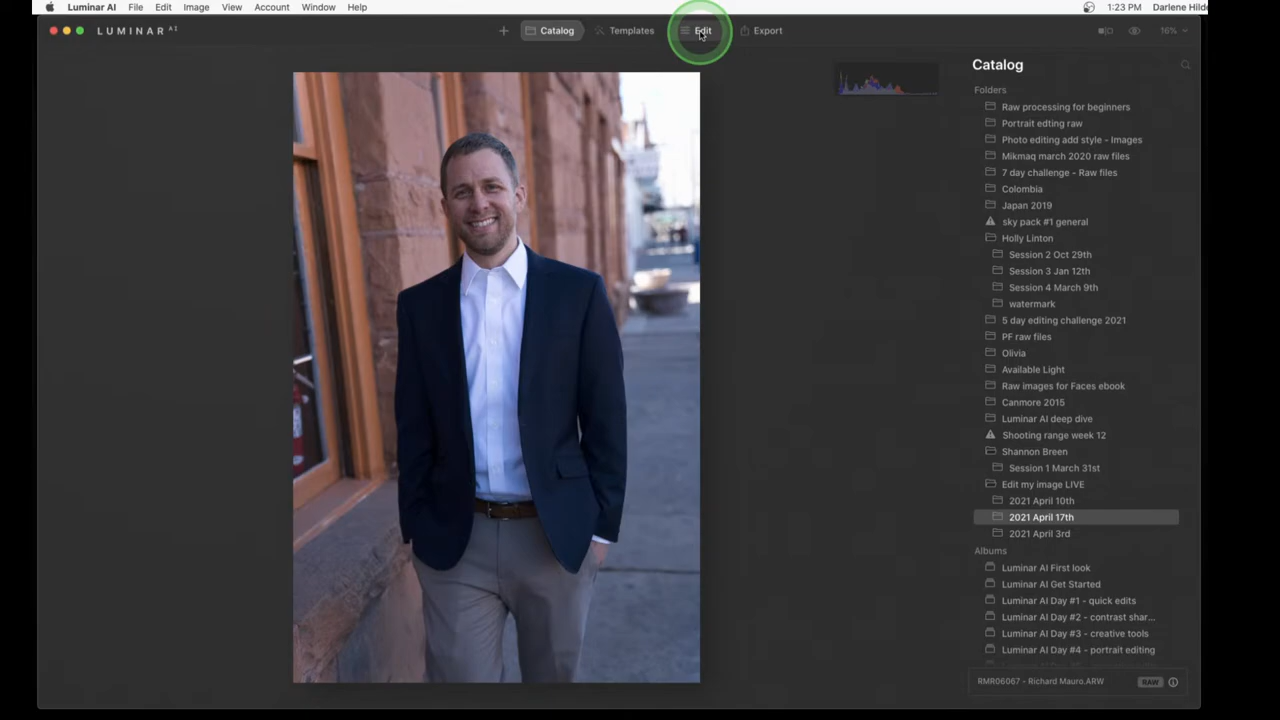 Luminar AI File Edit Image View Account Window Help 1:23 PM Darlene Hild
LUMINAR AI + Catalog Templates Edit Export 16%
Catalog
Folders
Raw processing for beginners
Portrait edting raw
Photo editing add style - Images
Mikmaq march 2020 raw files
7 day challenge - Raw files
Colombia
Japan 2019
sky pack #1 general
Holly Linton
Session 2 Oct 29th
Session 3 Jan 12th
Session 4 March 9th
watermark
5 day editing challenge 2021
PF raw files
Olivia
Available Light
Raw images for Faces ebook
Canmore 2015
Luminar AI deep dive
Shooting range week 12
Shannon Breen
Session 1 March 31st
Edit my image LIVE
2021 April 10th
2021 April 17th
2021 April 3rd
Albums
Luminar AI First look
Luminar AI Get Started
Luminar AI Day #1 - quick edits
Luminar AI Day #2 - contrast shar...
Luminar AI Day #3 - creative tools
Luminar AI Day #4 - portrait editing
RMR06067 - Richard Mauro.ARW RAW